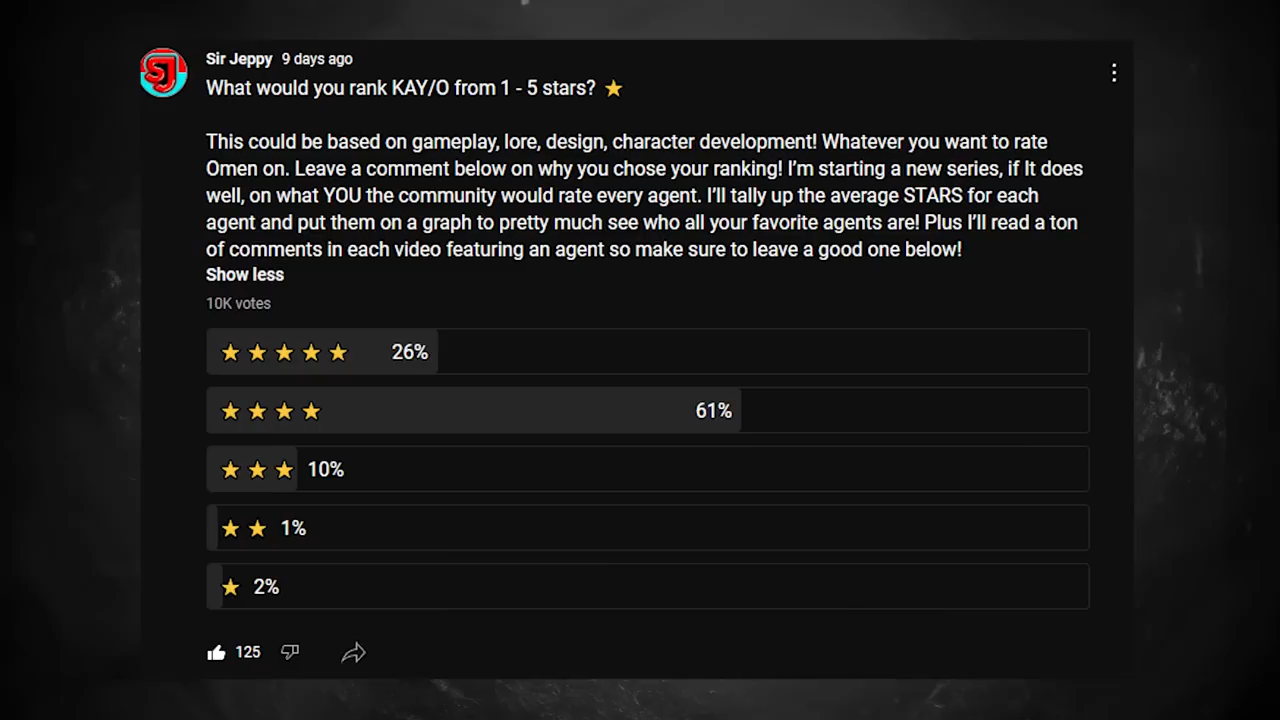 SJ
Sir Jeppy 9 days ago
What would you rank KAY/O from 1 - 5 stars? ⭐
This could be based on gameplay, lore, design, character development! Whatever you want to rate
Omen on. Leave a comment below on why you chose your ranking! I'm starting a new series, if It does
well, on what YOU the community would rate every agent. I'll tally up the average STARS for each
agent and put them on a graph to pretty much see who all your favorite agents are! Plus I'll read a ton
of comments in each video featuring an agent so make sure to leave a good one below!
Show less
10K votes
⭐⭐⭐⭐⭐ 26%
⭐⭐⭐⭐ 61%
⭐⭐⭐ 10%
⭐⭐ 1%
⭐ 2%
125